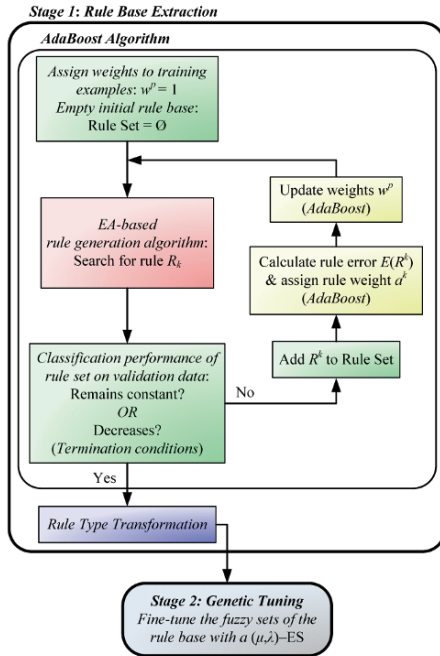 Stage 1: Rule Base Extraction
AdaBoost Algorithm
Assign weights to training
examples: wᵖ = 1
Empty initial rule base:
Rule Set = Ø
EA-based
rule generation algorithm:
Search for rule Rₖ
Classification performance of
rule set on validation data:
Remains constant?
OR
Decreases?
(Termination conditions)
No
Yes
Add Rᵏ to Rule Set
Calculate rule error E(Rᵏ)
& assign rule weight aᵏ
(AdaBoost)
Update weights wᵖ
(AdaBoost)
Rule Type Transformation
Stage 2: Genetic Tuning
Fine-tune the fuzzy sets of the
rule base with a (μ,λ)–ES